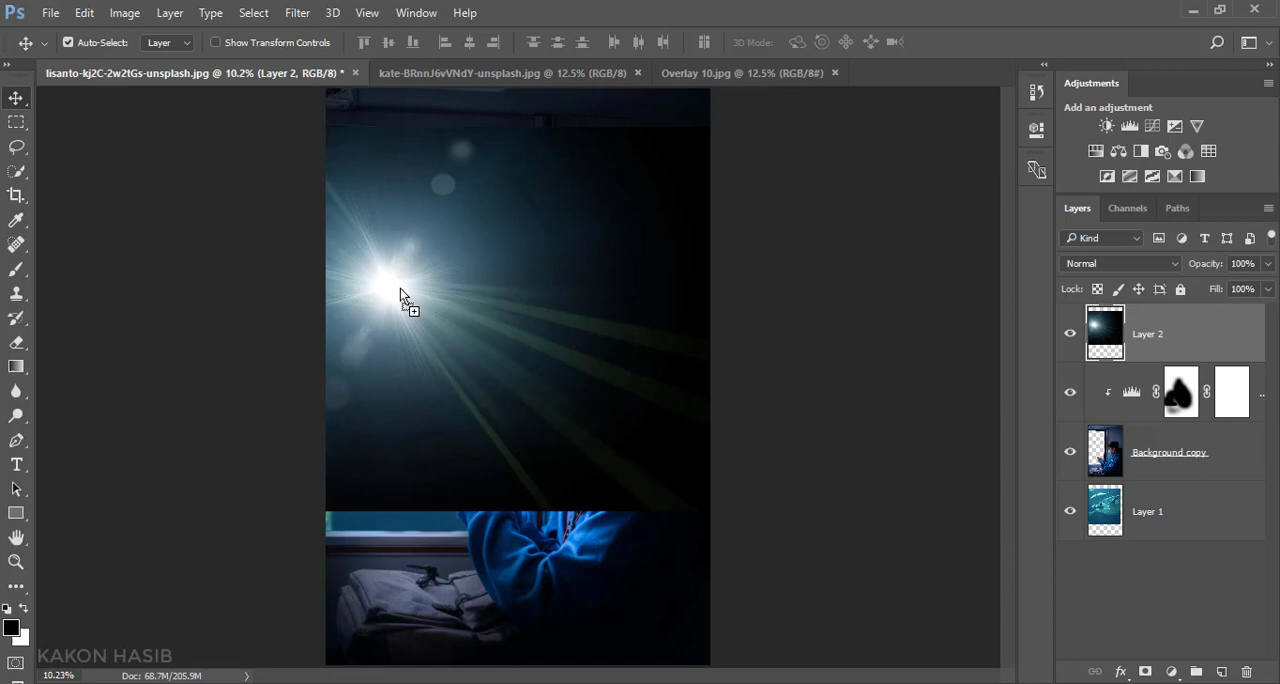 Ps File Edit Image Layer Type Select Filter 3D View Window Help
Auto-Select: Layer Show Transform Controls 3D Mode:
lisanto-kj2C-2w2tGs-unsplash.jpg @ 10.2% (Layer 2, RGB/8) * × kate-BRnnJ6vVNdY-unsplash.jpg @ 12.5% (RGB/8) × Overlay 10.jpg @ 12.5% (RGB/8#) ×
Adjustments
Add an adjustment
Layers Channels Paths
Kind
Normal Opacity: 100%
Lock: Fill: 100%
Layer 2
Background copy
Layer 1
KAKON HASIB
10.23% Doc: 68.7M/205.9M